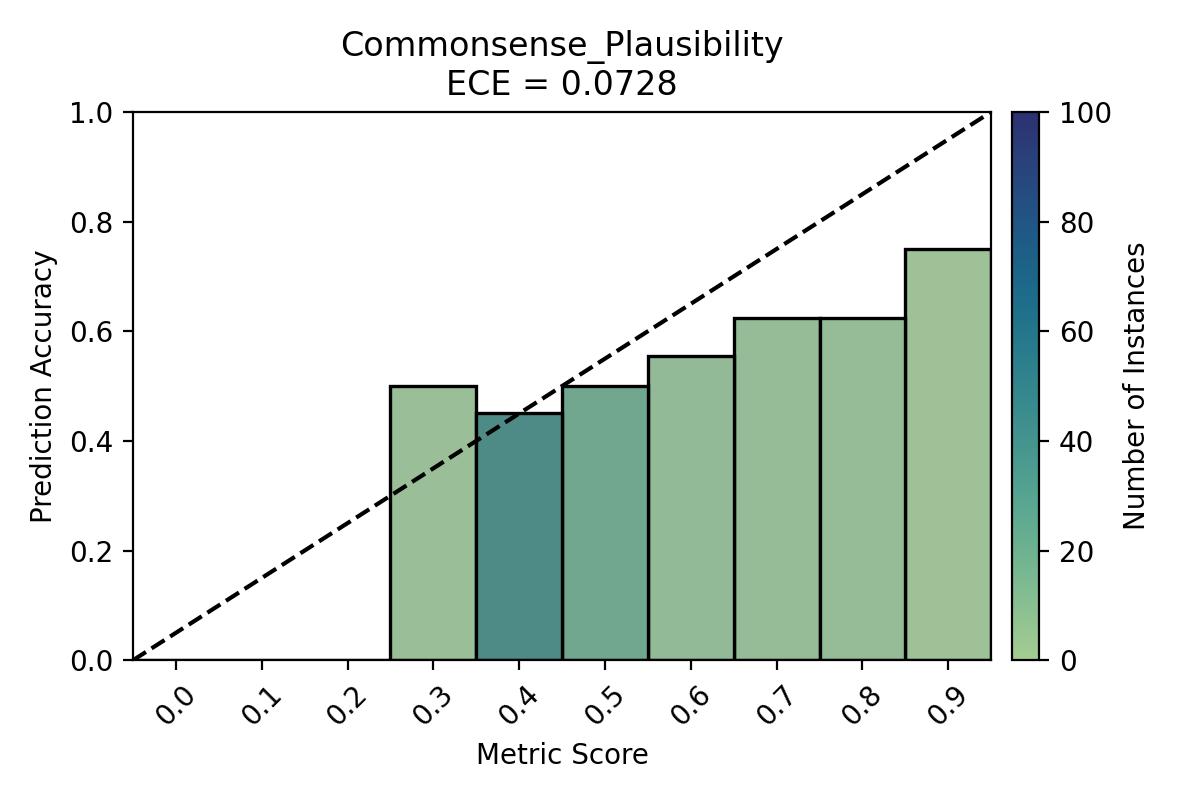 Commonsense_Plausibility
ECE = 0.0728
1.0
0.8
0.6
0.4
0.2
0.0
Prediction Accuracy
0.0 0.1 0.2 0.3 0.4 0.5 0.6 0.7 0.8 0.9
Metric Score
100
80
60
40
20
0
Number of Instances